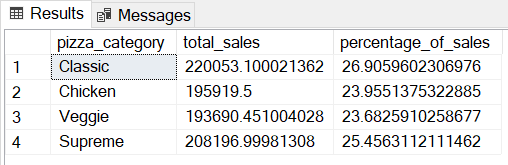 Results Messages
pizza_category total_sales percentage_of_sales
1 Classic 220053.100021362 26.9059602306976
2 Chicken 195919.5 23.9551375322885
3 Veggie 193690.451004028 23.6825910258677
4 Supreme 208196.99981308 25.4563112111462